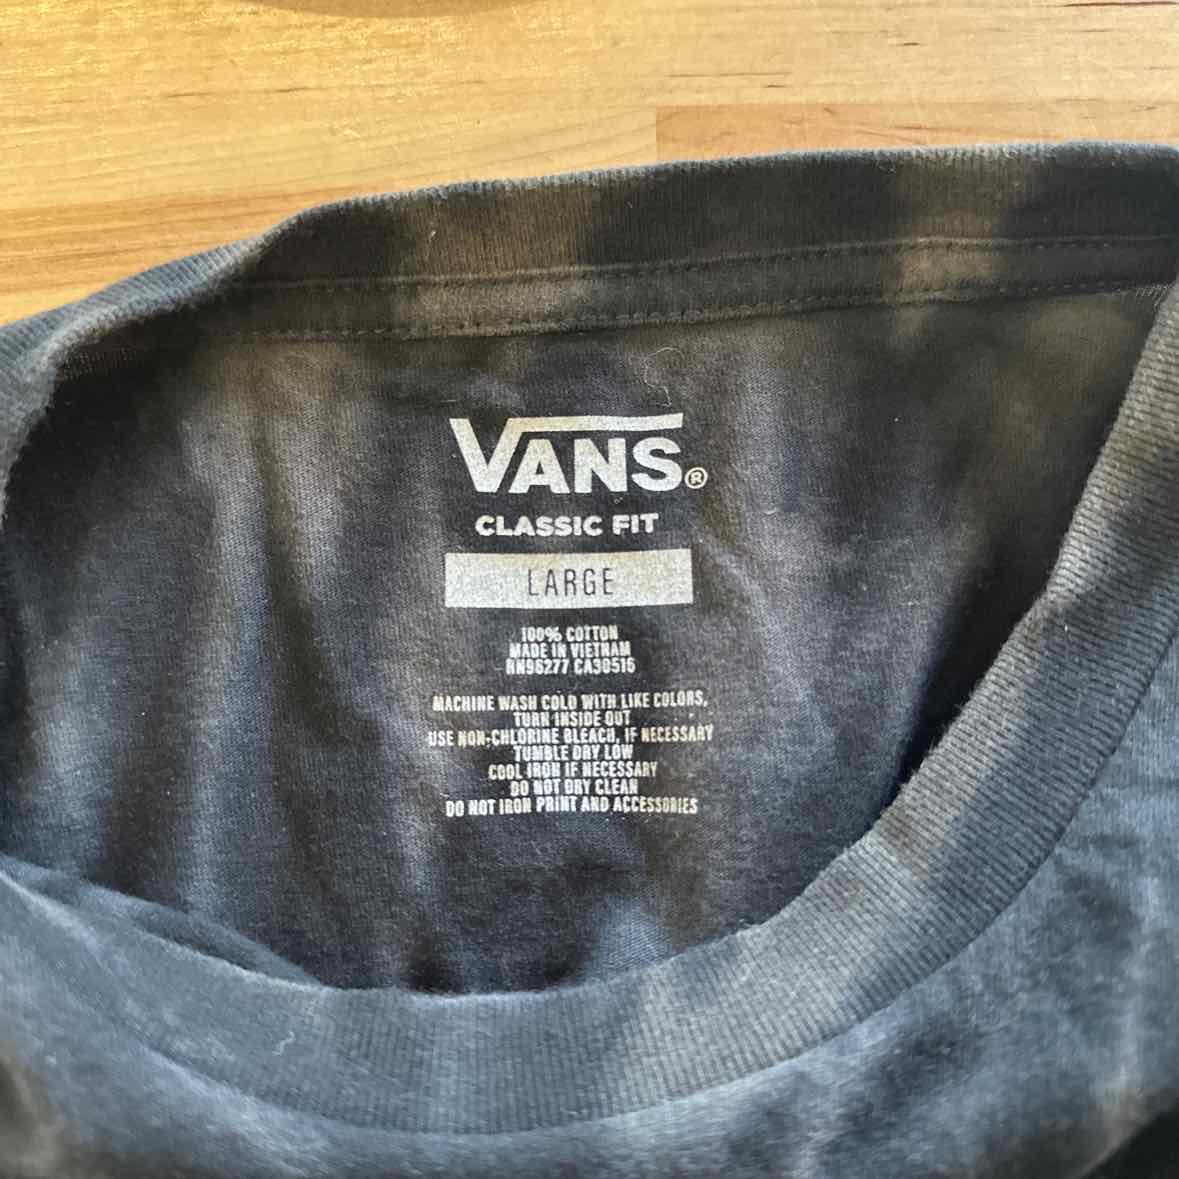 VANS®
CLASSIC FIT
LARGE
100% COTTON
MADE IN VIETNAM
RN96277 CA30516
MACHINE WASH COLD WITH LIKE COLORS,
TURN INSIDE OUT
USE NON-CHLORINE BLEACH, IF NECESSARY
TUMBLE DRY LOW
COOL IRON IF NECESSARY
DO NOT DRY CLEAN
DO NOT IRON PRINT AND ACCESSORIES